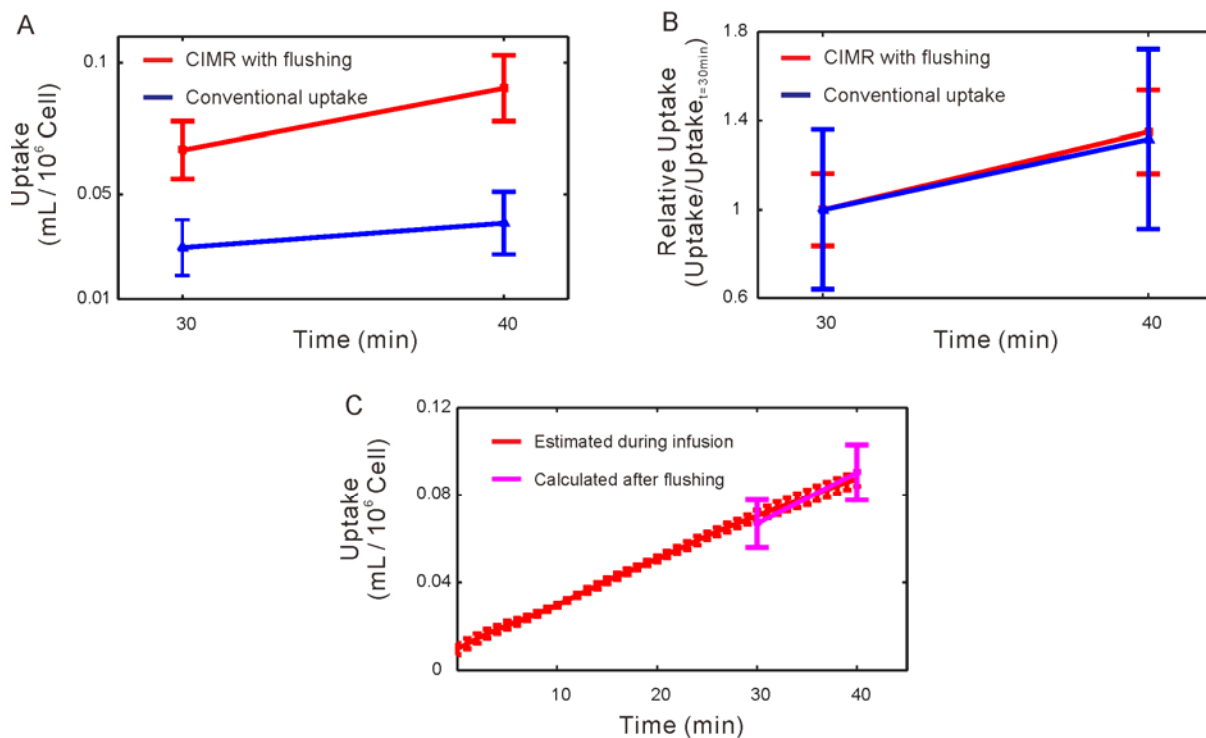 A
CIMR with flushing
Conventional uptake
0.1
0.05
0.01
Uptake
(mL / 10⁶ Cell)
30
40
Time (min)
B
CIMR with flushing
Conventional uptake
1.8
1.4
1
0.6
Relative Uptake
(Uptake/Uptakeₜ₌₃₀min)
30
40
Time (min)
C
Estimated during infusion
Calculated after flushing
0.12
0.08
0.04
0
Uptake
(mL / 10⁶ Cell)
10
20
30
40
Time (min)